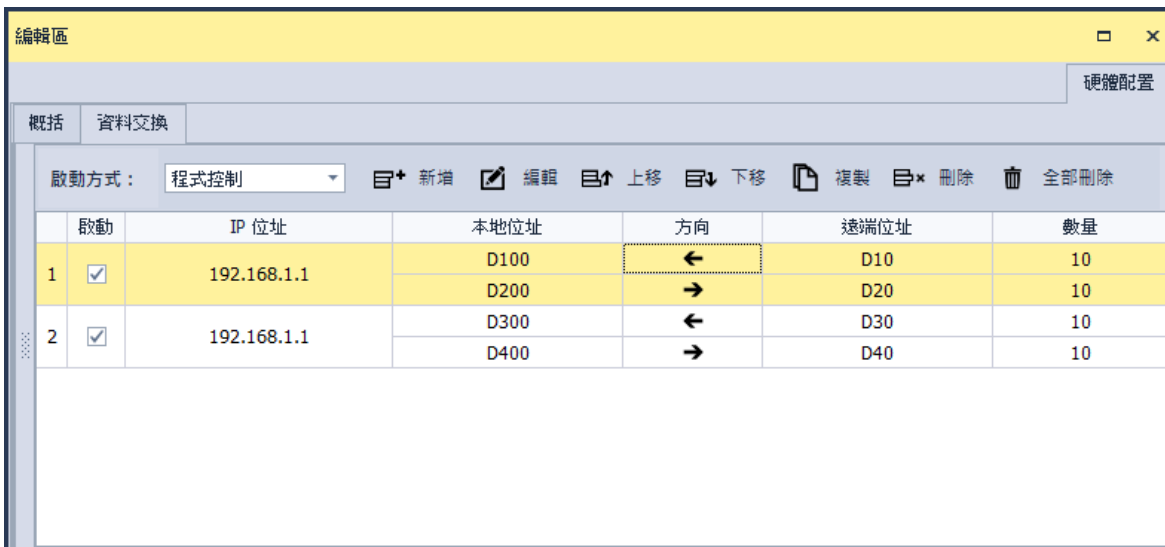 編輯區
硬體配置
概括 資料交換
啟動方式： 程式控制 新增 編輯 上移 下移 複製 刪除 全部刪除
啟動 IP 位址 本地位址 方向 遠端位址 數量
1 192.168.1.1 D100 ← D10 10
D200 → D20 10
2 192.168.1.1 D300 ← D30 10
D400 → D40 10